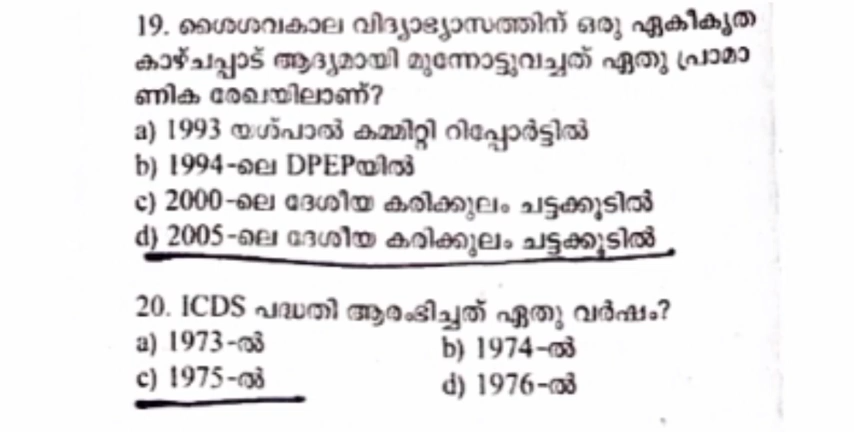 19. ശൈശവകാല വിദ്യാഭ്യാസത്തിന് ഒരു ഏകീകൃത
കാഴ്ചപ്പാട് ആദ്യമായി മുന്നോട്ടുവച്ചത് ഏതു പ്രാമാ
ണിക രേഖയിലാണ്?
a) 1993 യശ്പാൽ കമ്മിറ്റി റിപ്പോർട്ടിൽ
b) 1994-ലെ DPEPയിൽ
c) 2000-ലെ ദേശീയ കരിക്കുലം ചട്ടക്കൂടിൽ
d) 2005-ലെ ദേശീയ കരിക്കുലം ചട്ടക്കൂടിൽ
20. ICDS പദ്ധതി ആരംഭിച്ചത് ഏതു വർഷം?
a) 1973-ൽ b) 1974-ൽ
c) 1975-ൽ d) 1976-ൽ